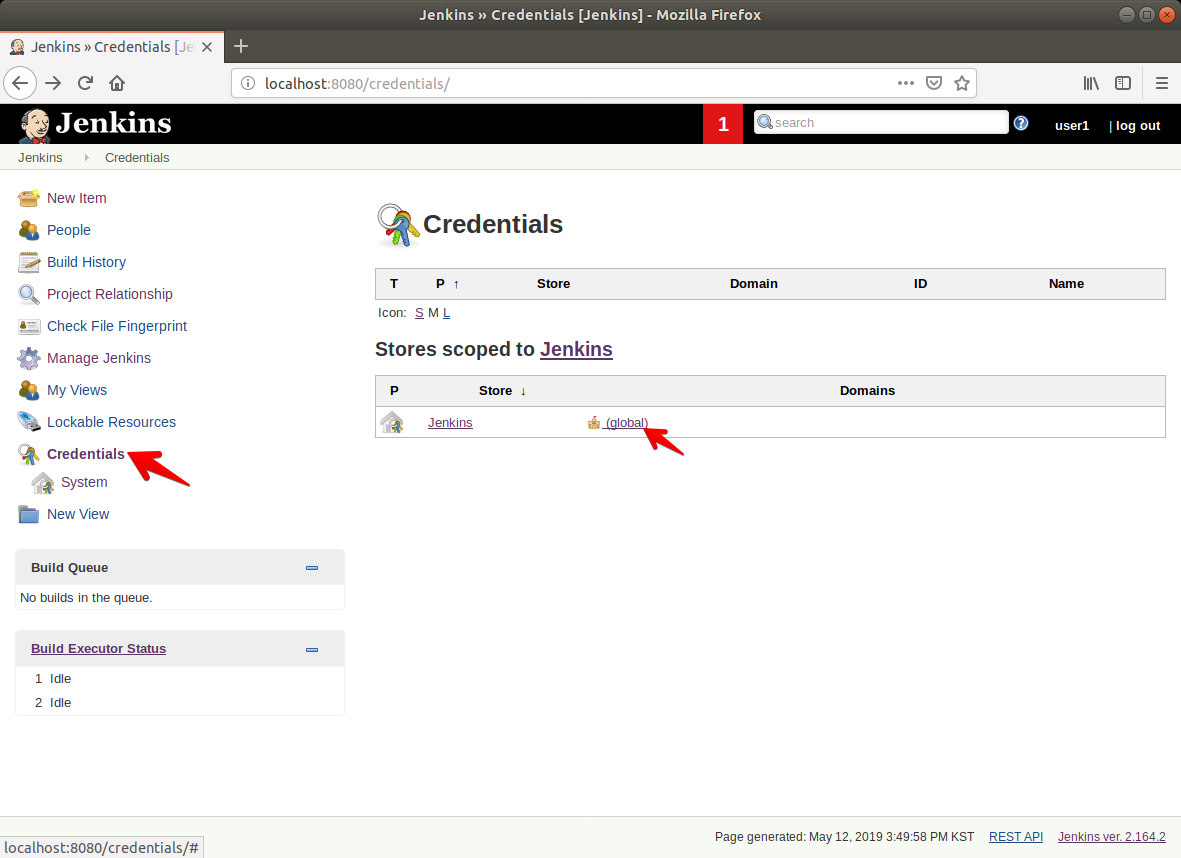 Jenkins » Credentials [Jenkins] - Mozilla Firefox
Jenkins » Credentials [Je
localhost:8080/credentials/
Jenkins
1
search
user1
| log out
Jenkins
Credentials
New Item
People
Build History
Project Relationship
Check File Fingerprint
Manage Jenkins
My Views
Lockable Resources
Credentials
System
New View
Build Queue
No builds in the queue.
Build Executor Status
1 Idle
2 Idle
Credentials
T P ↑ Store Domain ID Name
Icon: S M L
Stores scoped to Jenkins
P Store ↓ Domains
Jenkins (global)
Page generated: May 12, 2019 3:49:58 PM KST REST API Jenkins ver. 2.164.2
localhost:8080/credentials/#